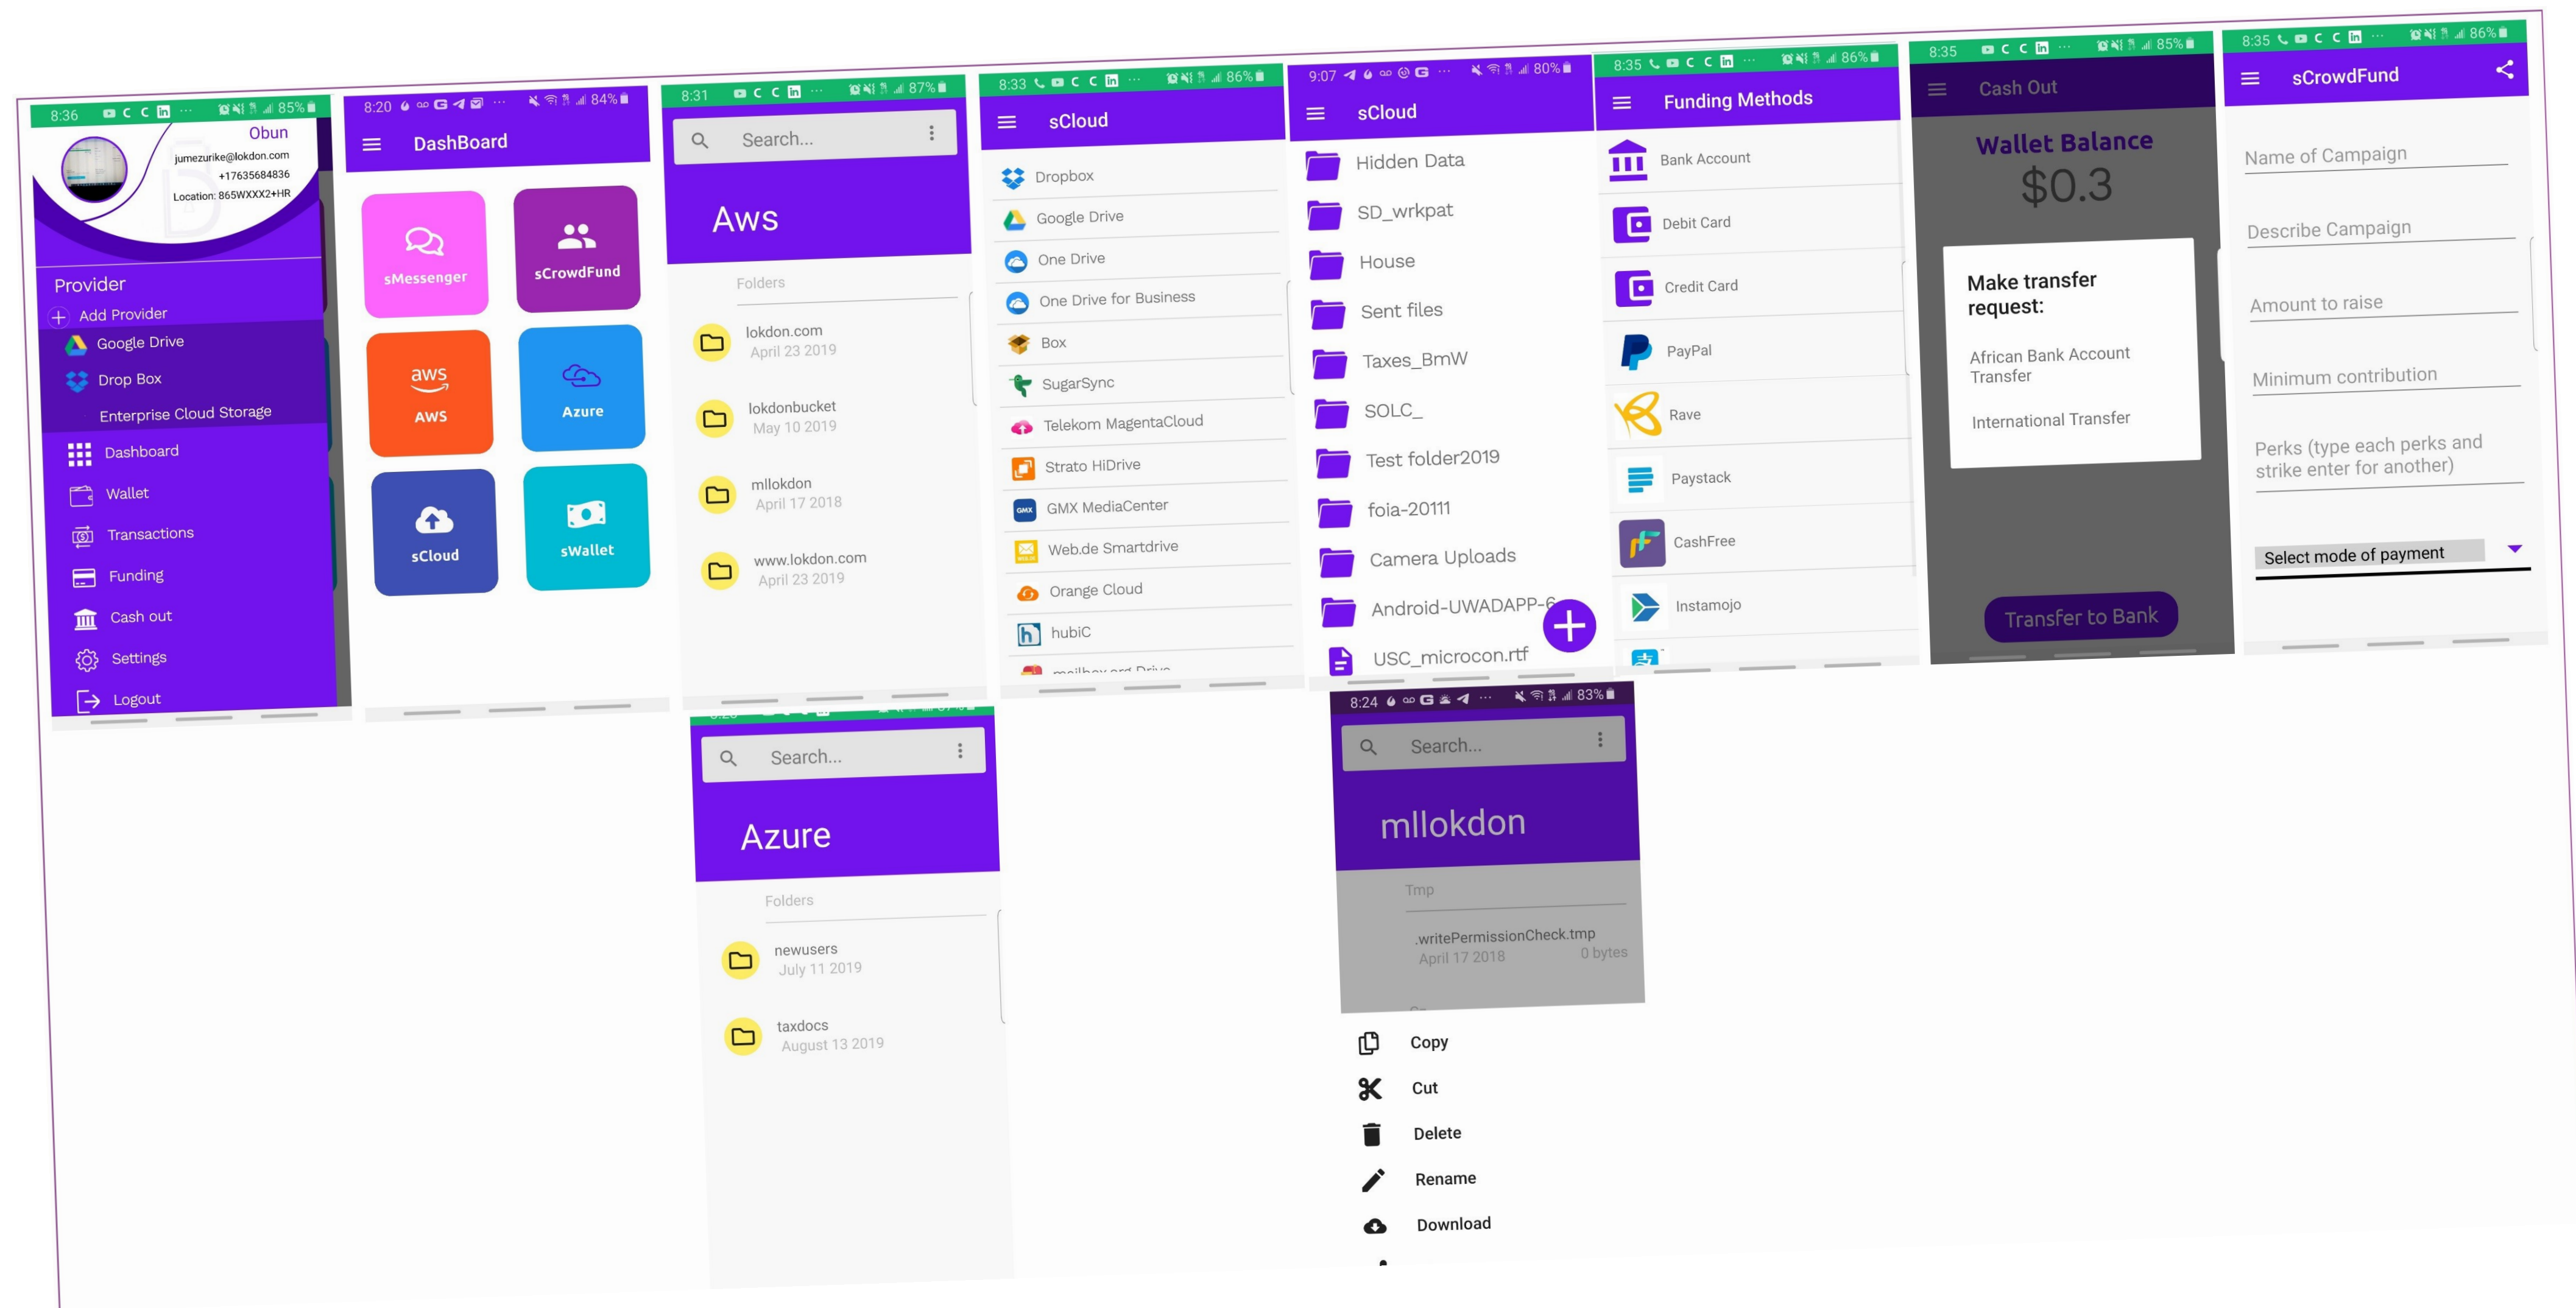 8:36
85%
Obun
jumezurike@lokdon.com
+17635684836
Location: 865WXXX2+HR
Provider
Add Provider
Google Drive
Drop Box
Enterprise Cloud Storage
Dashboard
Wallet
Transactions
Funding
Cash out
Settings
Logout
8:20
84%
DashBoard
sMessenger
sCrowdFund
aws
AWS
Azure
sCloud
sWallet
8:31
87%
Search...
Aws
Folders
lokdon.com
April 23 2019
lokdonbucket
May 10 2019
mllokdon
April 17 2018
www.lokdon.com
April 23 2019
8:33
86%
sCloud
Dropbox
Google Drive
One Drive
One Drive for Business
Box
SugarSync
Telekom MagentaCloud
Strato HiDrive
GMX
GMX MediaCenter
Web.de Smartdrive
Orange Cloud
hubiC
9:07
80%
sCloud
Hidden Data
SD_wrkpat
House
Sent files
Taxes_BmW
SOLC_
Test folder2019
foia-20111
Camera Uploads
Android-UWADAPP-6
USC_microcon.rtf
8:35
86%
Funding Methods
Bank Account
Debit Card
Credit Card
PayPal
Rave
Paystack
CashFree
Instamojo
8:35
85%
Cash Out
Wallet Balance
$0.3
Make transfer
request:
African Bank Account
Transfer
International Transfer
Transfer to Bank
8:35
86%
sCrowdFund
Name of Campaign
Describe Campaign
Amount to raise
Minimum contribution
Perks (type each perks and
strike enter for another)
Select mode of payment
Search...
Azure
Folders
newusers
July 11 2019
taxdocs
August 13 2019
8:24
83%
Search...
mllokdon
Tmp
.writePermissionCheck.tmp
April 17 2018 0 bytes
Copy
Cut
Delete
Rename
Download